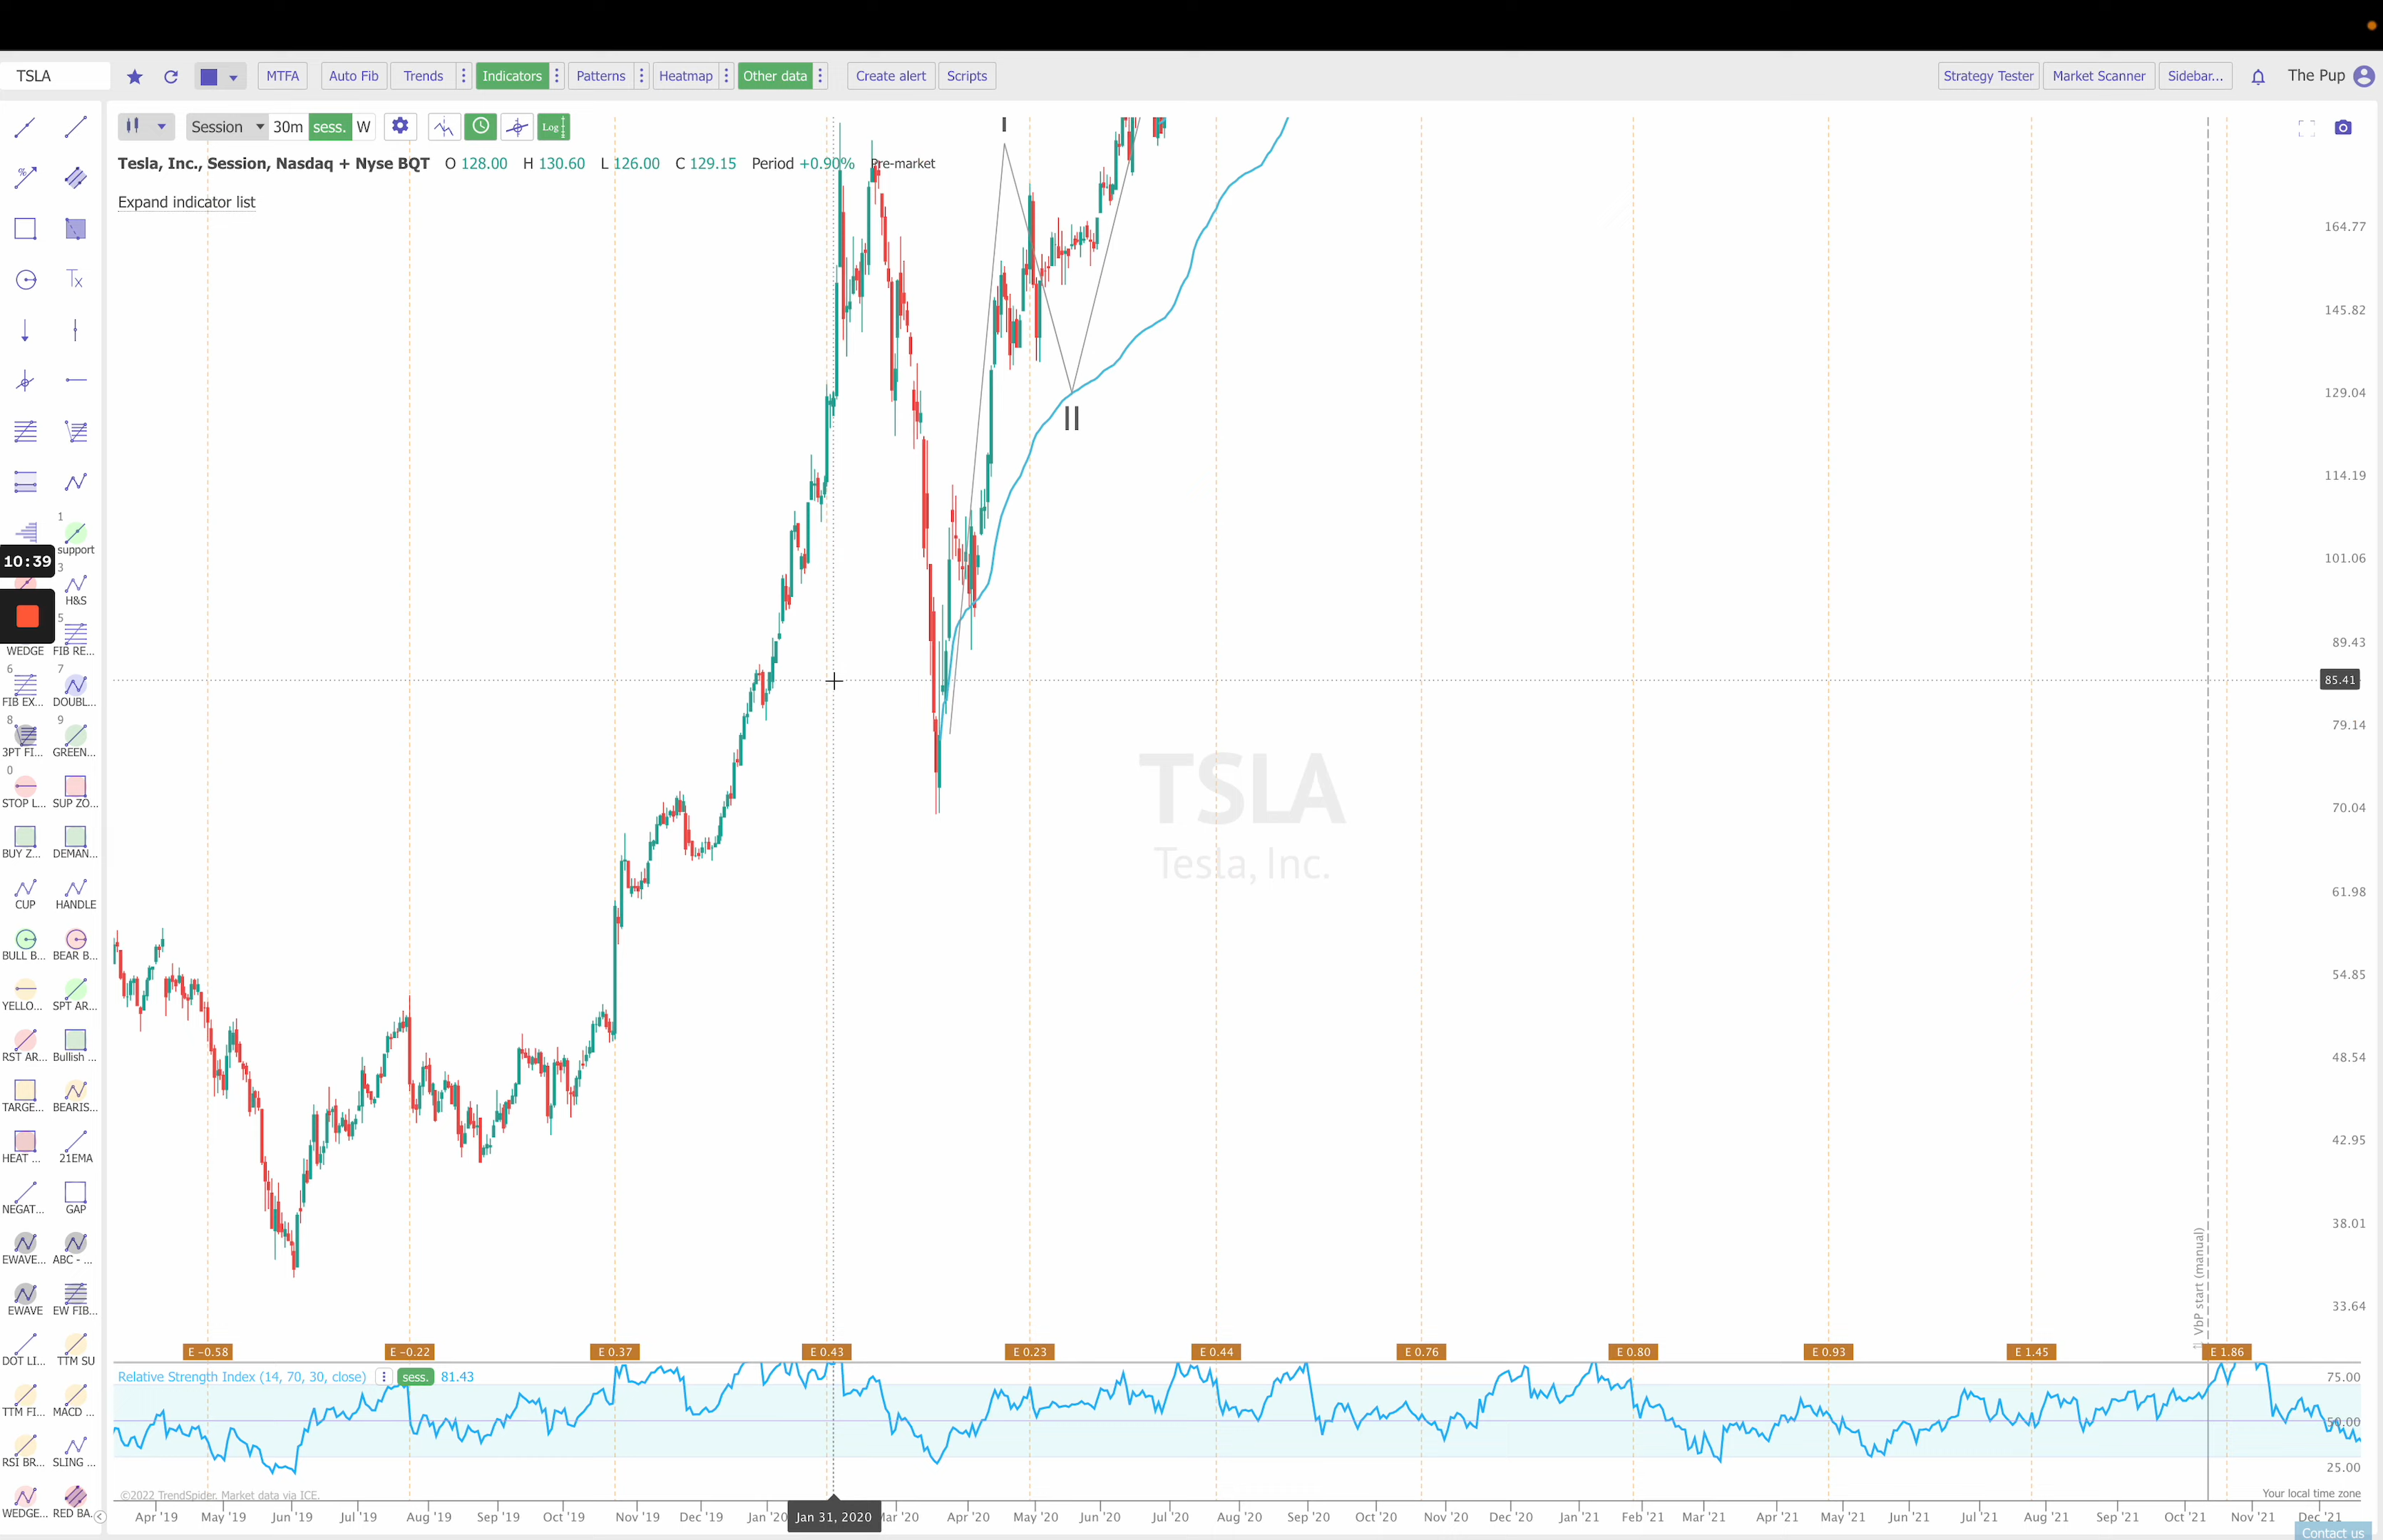 TSLA MTFA Auto Fib Trends Indicators Patterns Heatmap Other data Create alert Scripts Strategy Tester Market Scanner Sidebar... The Pup
Session 30m sess. W Log
Tesla, Inc., Session, Nasdaq + Nyse BQT O 128.00 H 130.60 L 126.00 C 129.15 Period +0.90% Pre-market
Expand indicator list
I
II
164.77
145.82
129.04
114.19
101.06
89.43
85.41
79.14
70.04
61.98
54.85
48.54
42.95
38.01
33.64
TSLA
Tesla, Inc.
%
Tx
1
support
10:39
3
H&S
5
WEDGE FIB RE...
6 7
FIB EX... DOUBL...
8 9
3PT FI... GREEN...
0
STOP L... SUP ZO...
BUY Z... DEMAN...
CUP HANDLE
BULL B... BEAR B...
YELLO... SPT AR...
RST AR... Bullish ...
TARGE... BEARIS...
HEAT ... 21EMA
NEGAT... GAP
EWAVE... ABC - ...
EWAVE EW FIB...
DOT LI... TTM SU
TTM FI... MACD ...
RSI BR... SLING ...
WEDGE... RED BA...
VbP start (manual)
E -0.58 E -0.22 E 0.37 E 0.43 E 0.23 E 0.44 E 0.76 E 0.80 E 0.93 E 1.45 E 1.86
Relative Strength Index (14, 70, 30, close) sess. 81.43
75.00
50.00
25.00
©2022 TrendSpider. Market data via ICE.
Your local time zone
Apr '19 May '19 Jun '19 Jul '19 Aug '19 Sep '19 Oct '19 Nov '19 Dec '19 Jan '20 Jan 31, 2020 Mar '20 Apr '20 May '20 Jun '20 Jul '20 Aug '20 Sep '20 Oct '20 Nov '20 Dec '20 Jan '21 Feb '21 Mar '21 Apr '21 May '21 Jun '21 Jul '21 Aug '21 Sep '21 Oct '21 Nov '21 Dec '21
Contact us